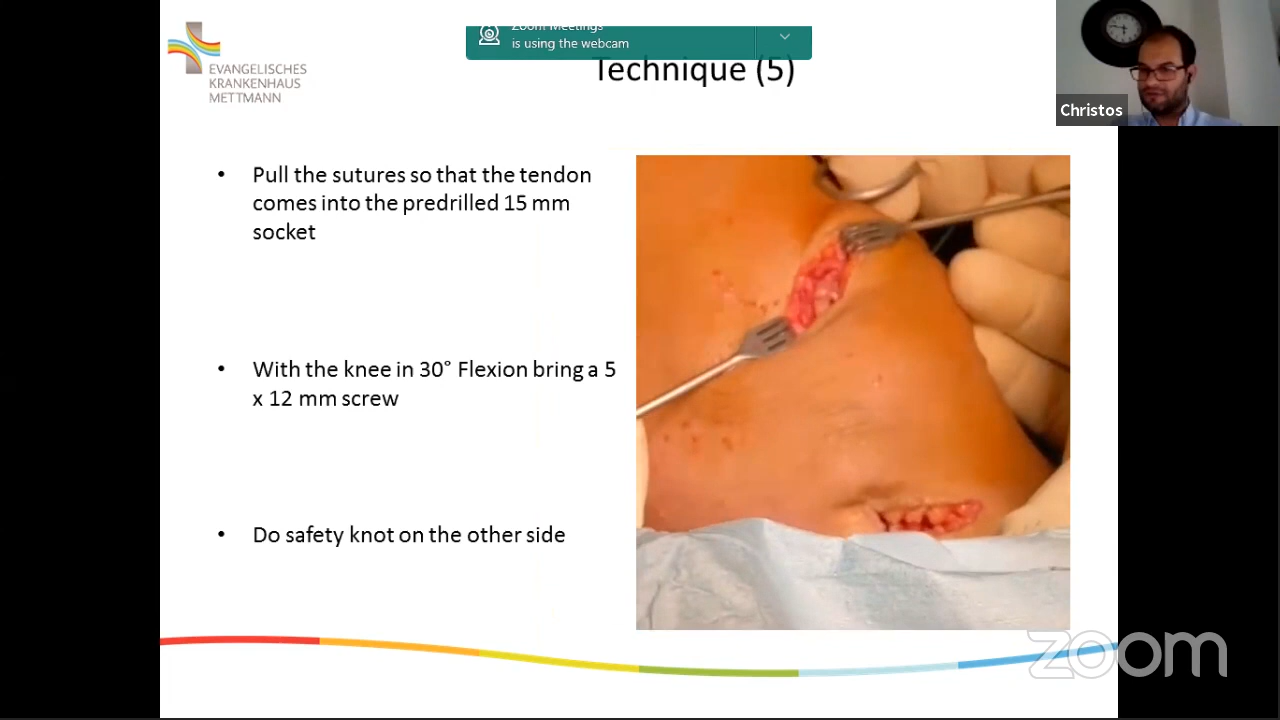 Zoom Meetings
is using the webcam
EVANGELISCHES
KRANKENHAUS
METTMANN
Technique (5)
Christos
• Pull the sutures so that the tendon
comes into the predrilled 15 mm
socket
• With the knee in 30° Flexion bring a 5
x 12 mm screw
• Do safety knot on the other side
zoom